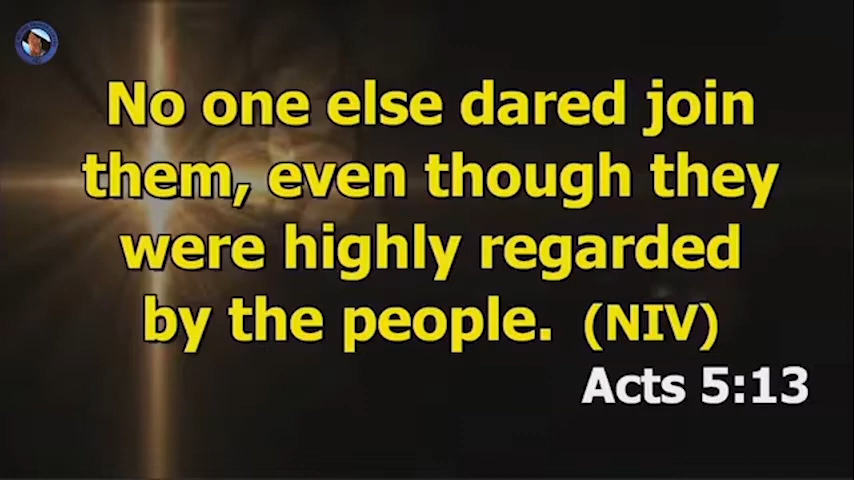 No one else dared join
them, even though they
were highly regarded
by the people. (NIV)
Acts 5:13